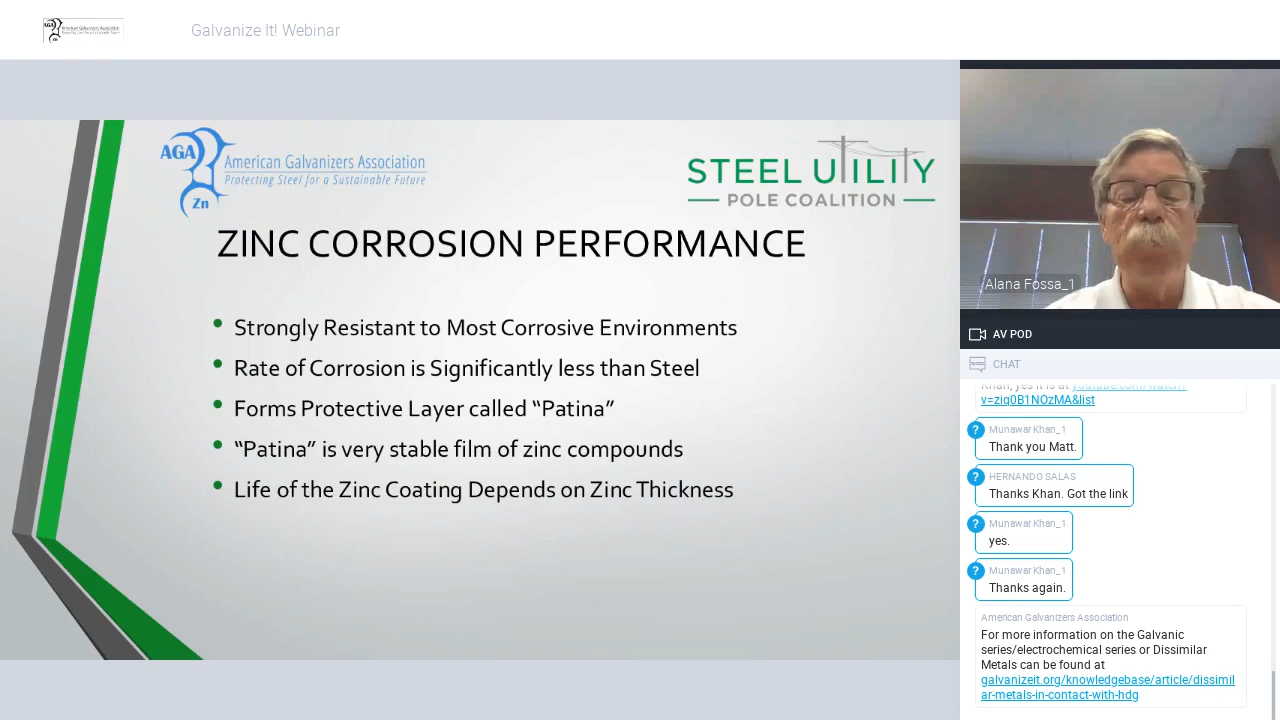 AGA
American Galvanizers Association
Zn
Galvanize It! Webinar
AGA
American Galvanizers Association
Protecting Steel for a Sustainable Future
Zn
STEEL UTILITY
POLE COALITION
ZINC CORROSION PERFORMANCE
• Strongly Resistant to Most Corrosive Environments
• Rate of Corrosion is Significantly less than Steel
• Forms Protective Layer called “Patina”
• “Patina” is very stable film of zinc compounds
• Life of the Zinc Coating Depends on Zinc Thickness
Alana Fossa_1
AV POD
CHAT
Khan, yes it is at youtube.com/watch?
v=ziq0B1NOzMA&list
Munawar Khan_1
Thank you Matt.
HERNANDO SALAS
Thanks Khan. Got the link
Munawar Khan_1
yes.
Munawar Khan_1
Thanks again.
American Galvanizers Association
For more information on the Galvanic
series/electrochemical series or Dissimilar
Metals can be found at
galvanizeit.org/knowledgebase/article/dissimil
ar-metals-in-contact-with-hdg